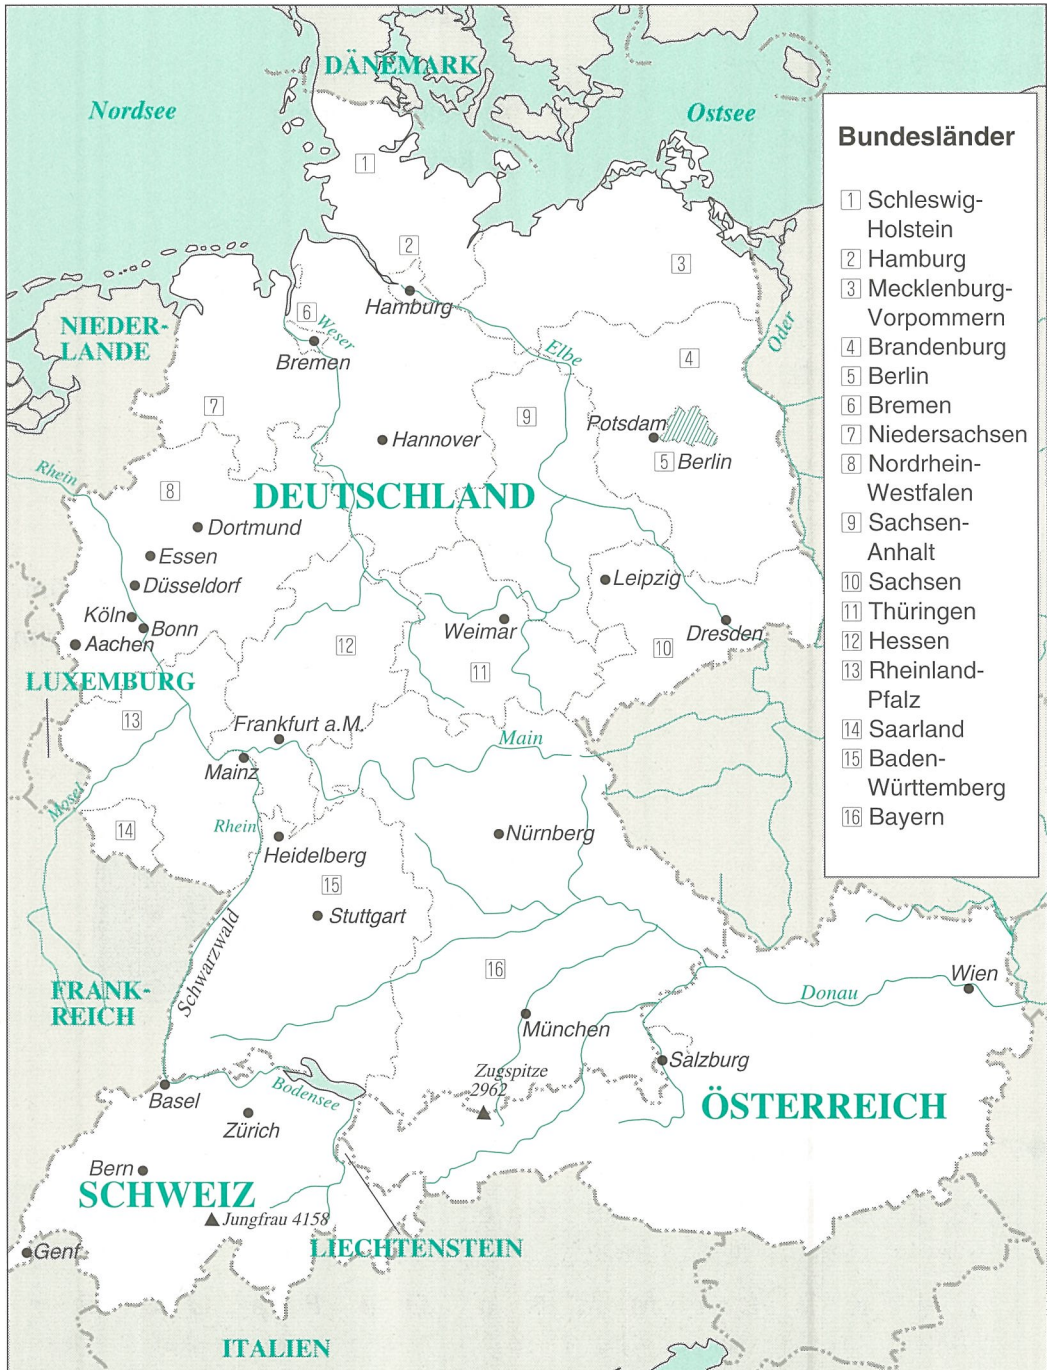 DÄNEMARK
Nordsee
Ostsee
Bundesländer
1 Schleswig-
Holstein
2 Hamburg
3 Mecklenburg-
Vorpommern
4 Brandenburg
5 Berlin
6 Bremen
7 Niedersachsen
8 Nordrhein-
Westfalen
9 Sachsen-
Anhalt
10 Sachsen
11 Thüringen
12 Hessen
13 Rheinland-
Pfalz
14 Saarland
15 Baden-
Württemberg
16 Bayern
1
2
3
Hamburg
6
Weser
NIEDER-
LANDE
Bremen
Elbe
4
Oder
7
9
Hannover
Potsdam
5 Berlin
Rhein
8
DEUTSCHLAND
Dortmund
Essen
Düsseldorf
Leipzig
Köln
Bonn
Aachen
Weimar
Dresden
12
11
10
LUXEMBURG
13
Frankfurt a.M.
Main
Mainz
Mosel
14
Rhein
Nürnberg
Heidelberg
15
Stuttgart
Schwarzwald
16
FRANK-
REICH
Wien
Donau
München
Salzburg
Zugspitze
2962
Bodensee
Basel
Zürich
ÖSTERREICH
Bern
SCHWEIZ
Jungfrau 4158
Genf
LIECHTENSTEIN
ITALIEN